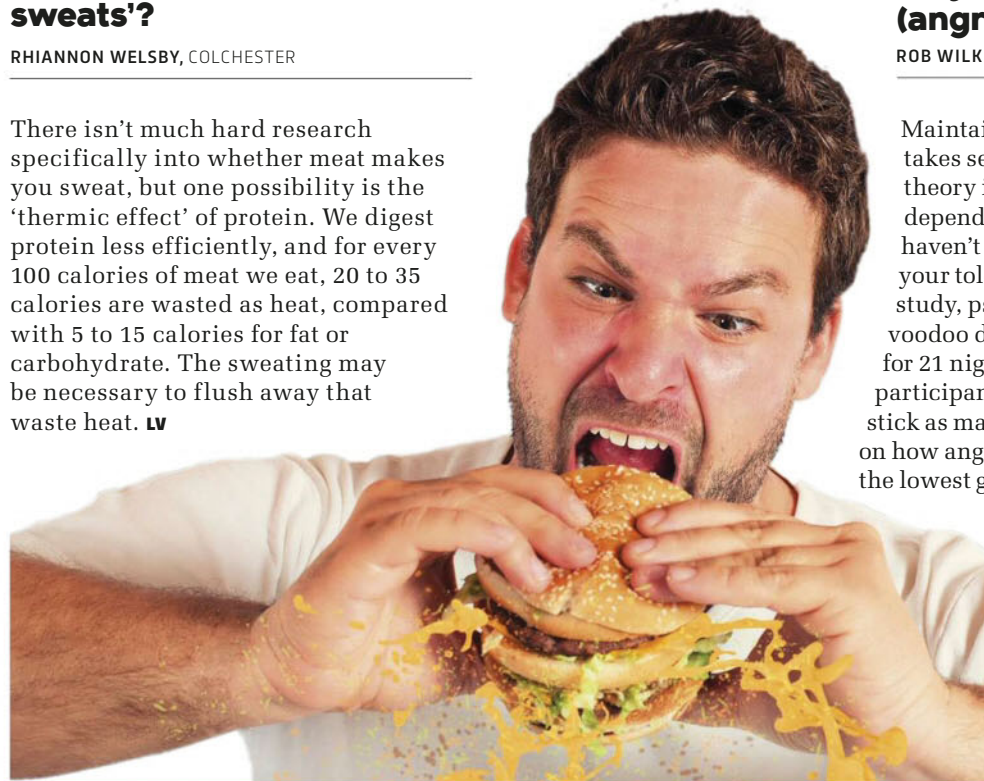 sweats'?
RHIANNON WELSBY, COLCHESTER
There isn't much hard research
specifically into whether meat makes
you sweat, but one possibility is the
'thermic effect' of protein. We digest
protein less efficiently, and for every
100 calories of meat we eat, 20 to 35
calories are wasted as heat, compared
with 5 to 15 calories for fat or
carbohydrate. The sweating may
be necessary to flush away that
waste heat. LV
(angr
ROB WILK
Maintai
takes se
theory i
depend
haven't
your tol
study, ps
voodoo d
for 21 nig
participan
stick as ma
on how ang
the lowest g